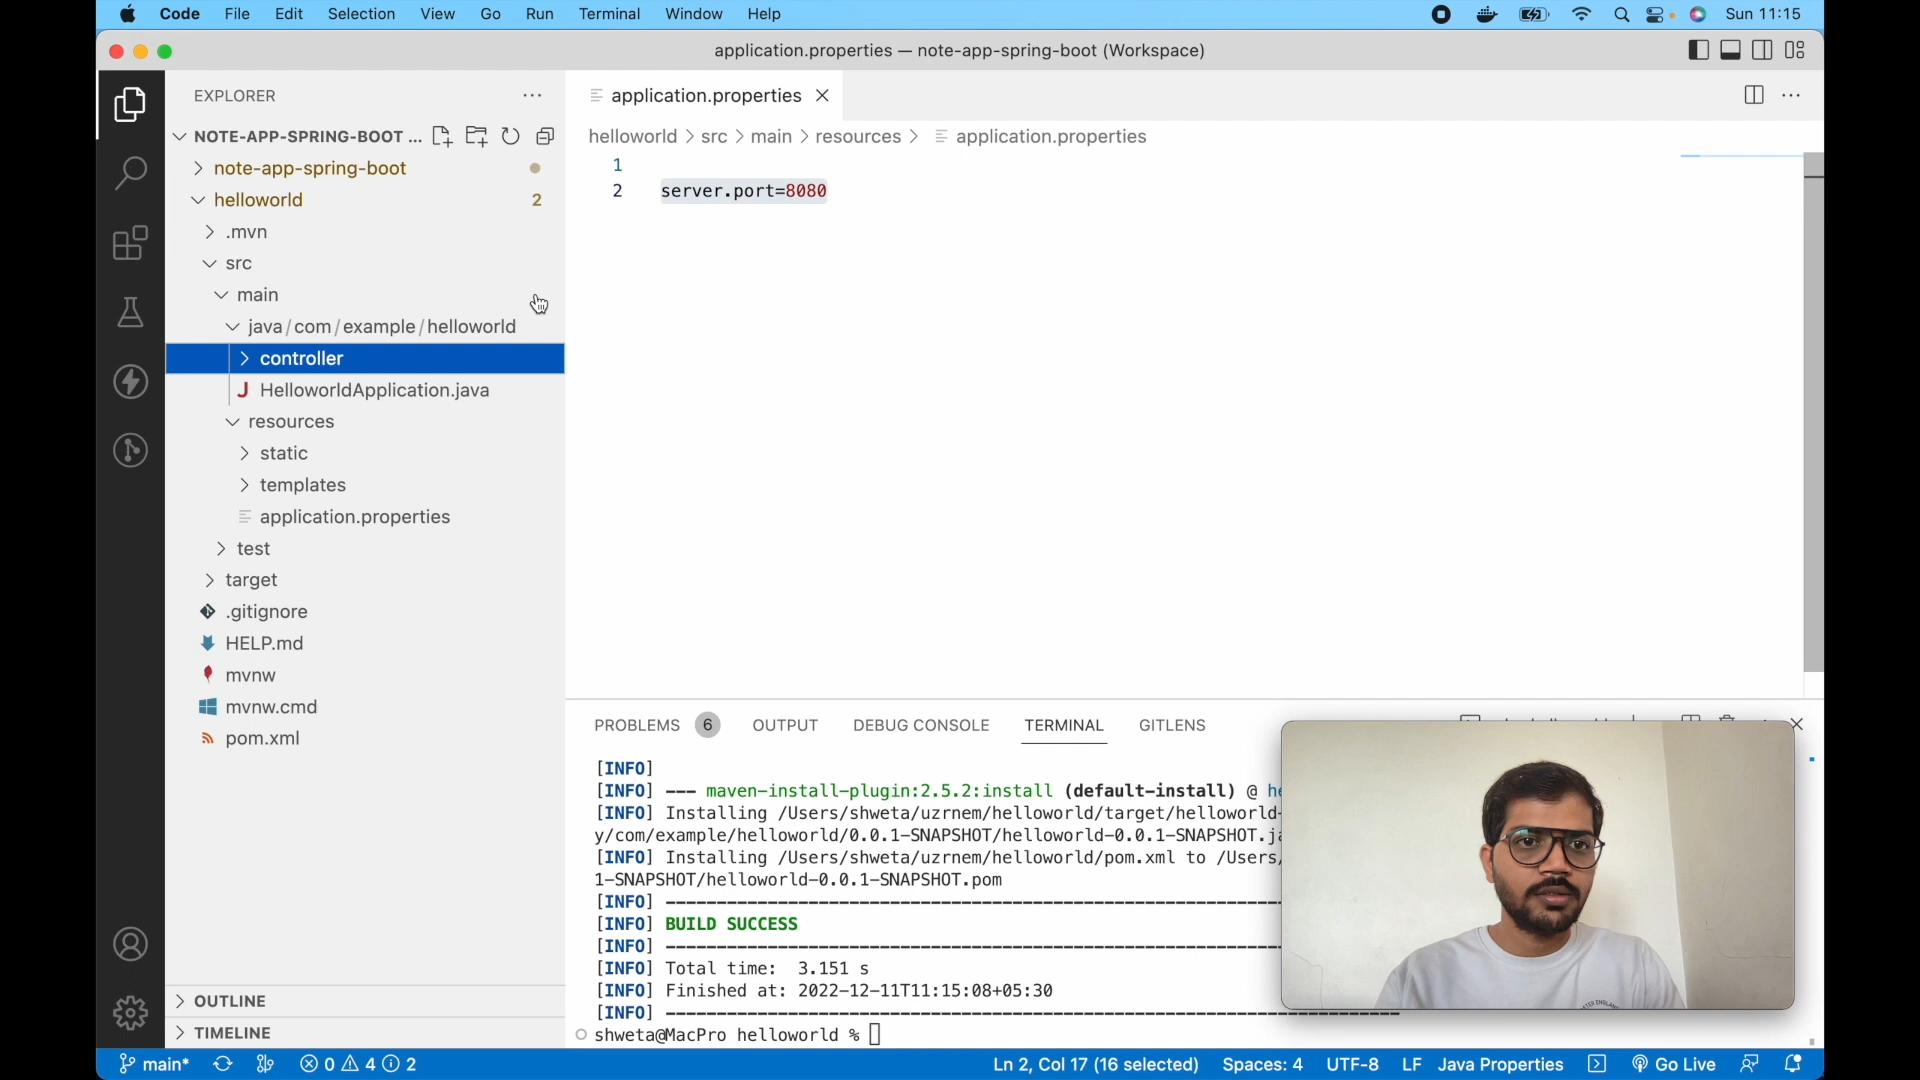 Code File Edit Selection View Go Run Terminal Window Help Sun 11:15
application.properties — note-app-spring-boot (Workspace)
EXPLORER
NOTE-APP-SPRING-BOOT ...
note-app-spring-boot
helloworld 2
.mvn
src
main
java/com/example/helloworld
controller
HelloworldApplication.java
resources
static
templates
application.properties
test
target
.gitignore
HELP.md
mvnw
mvnw.cmd
pom.xml
OUTLINE
TIMELINE
application.properties
helloworld > src > main > resources > application.properties
1
2 server.port=8080
PROBLEMS 6 OUTPUT DEBUG CONSOLE TERMINAL GITLENS
[INFO]
[INFO] --- maven-install-plugin:2.5.2:install (default-install) @ he
[INFO] Installing /Users/shweta/uzrnem/helloworld/target/helloworld-
y/com/example/helloworld/0.0.1-SNAPSHOT/helloworld-0.0.1-SNAPSHOT.ja
[INFO] Installing /Users/shweta/uzrnem/helloworld/pom.xml to /Users/
1-SNAPSHOT/helloworld-0.0.1-SNAPSHOT.pom
[INFO] ------------------------------------------------------------------------
[INFO] BUILD SUCCESS
[INFO] ------------------------------------------------------------------------
[INFO] Total time: 3.151 s
[INFO] Finished at: 2022-12-11T11:15:08+05:30
[INFO] ------------------------------------------------------------------------
shweta@MacPro helloworld %
main* 0 4 2 Ln 2, Col 17 (16 selected) Spaces: 4 UTF-8 LF Java Properties Go Live